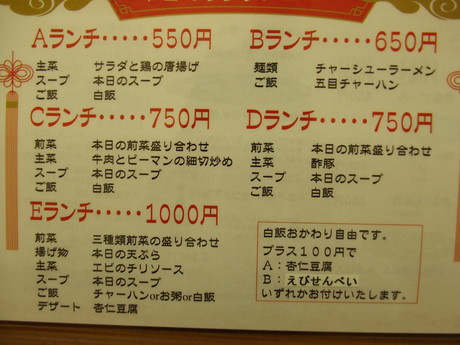 Aランチ・・・・・550円
主菜 サラダと鶏の唐揚げ
スープ 本日のスープ
ご飯 白飯
Bランチ・・・・・650円
麺類 チャーシューラーメン
ご飯 五目チャーハン
Cランチ・・・・・750円
前菜 本日の前菜盛り合わせ
主菜 牛肉とピーマンの細切炒め
スープ 本日のスープ
ご飯 白飯
Dランチ・・・・・750円
前菜 本日の前菜盛り合わせ
主菜 酢豚
スープ 本日のスープ
ご飯 白飯
Eランチ・・・・・1000円
前菜 三種類前菜の盛り合わせ
揚げ物 本日の天ぷら
主菜 エビのチリソース
スープ 本日のスープ
ご飯 チャーハンorお粥or白飯
デザート 杏仁豆腐
白飯おかわり自由です。
プラス100円で
A：杏仁豆腐
B：えびせんべい
いずれかお付けいたします。